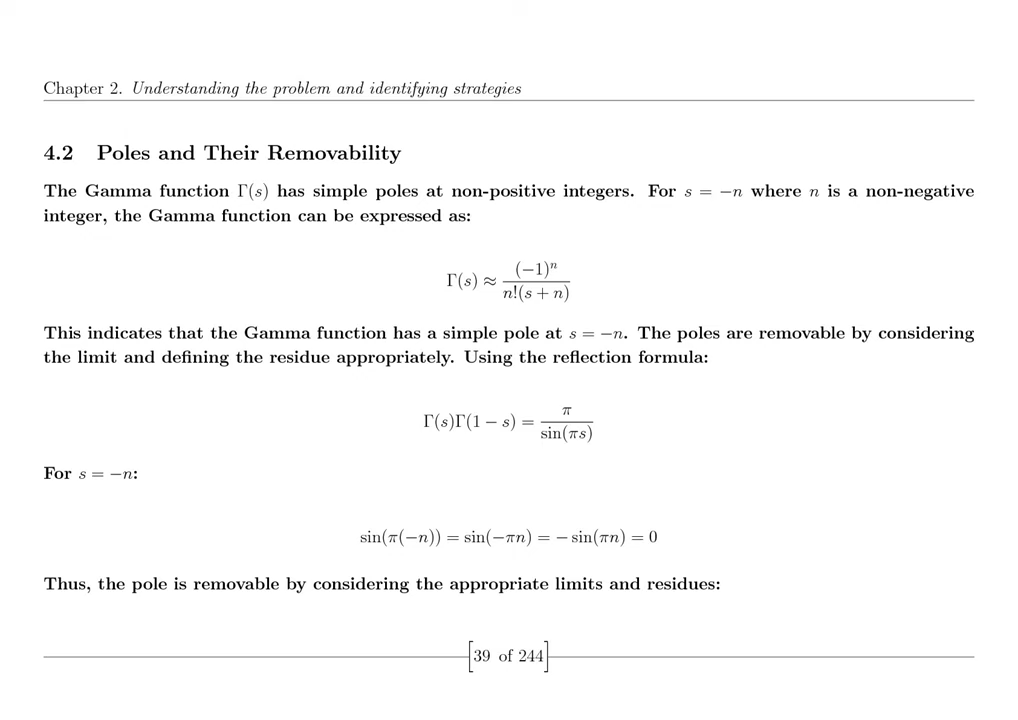 Chapter 2. Understanding the problem and identifying strategies
4.2 Poles and Their Removability
The Gamma function Γ(s) has simple poles at non-positive integers. For s = −n where n is a non-negative
integer, the Gamma function can be expressed as:
Γ(s) ≈ (−1)ⁿ / n!(s + n)
This indicates that the Gamma function has a simple pole at s = −n. The poles are removable by considering
the limit and defining the residue appropriately. Using the reflection formula:
Γ(s)Γ(1 − s) = π / sin(πs)
For s = −n:
sin(π(−n)) = sin(−πn) = − sin(πn) = 0
Thus, the pole is removable by considering the appropriate limits and residues:
[39 of 244]